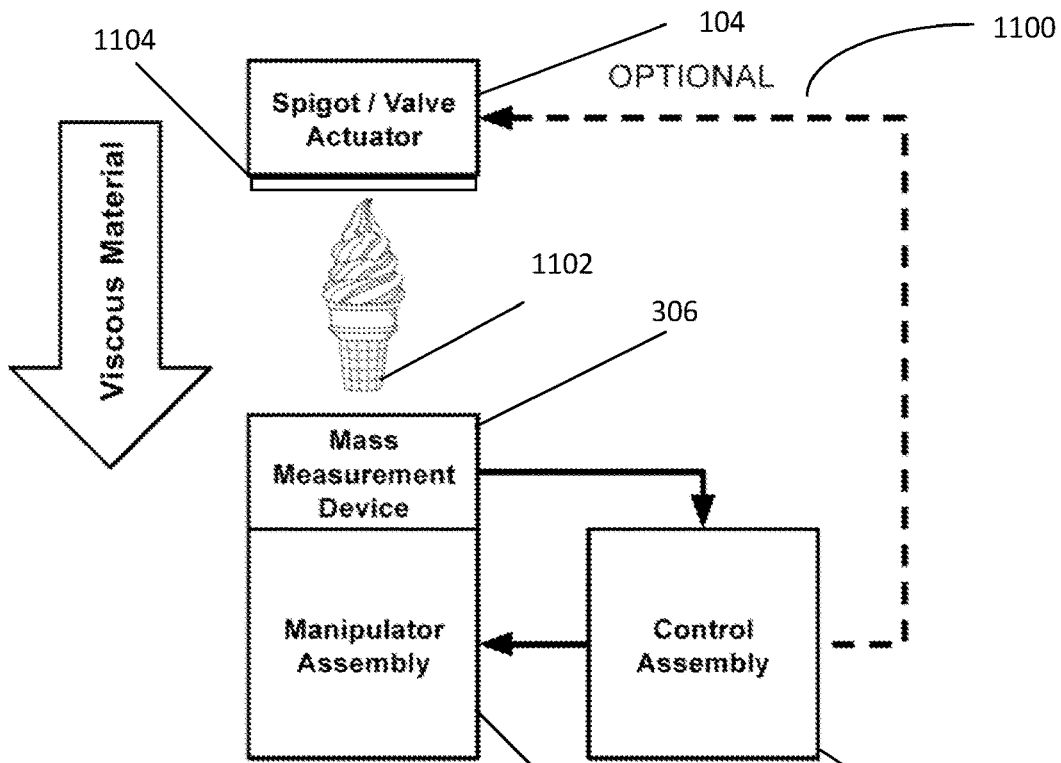 1104
104
1100
OPTIONAL
Spigot / Valve
Actuator
Viscous Material
1102
306
Mass
Measurement
Device
Manipulator
Assembly
Control
Assembly